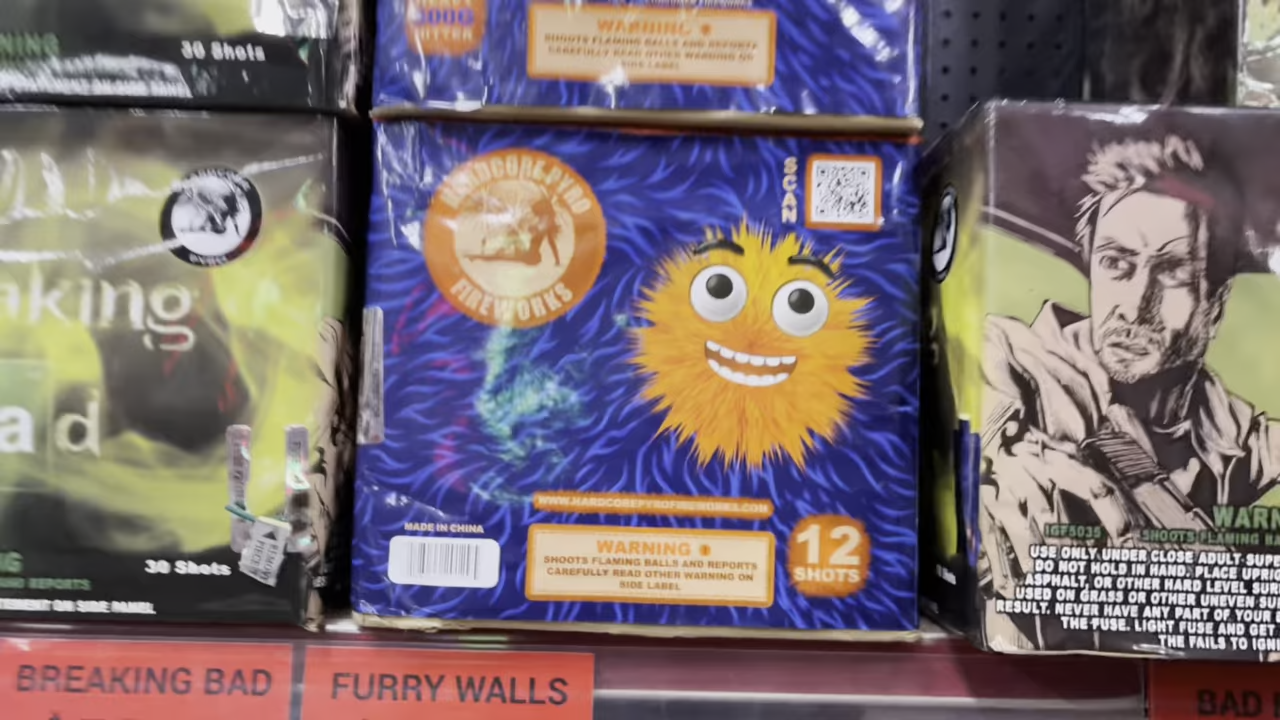 500G
WARNING
SHOOTS FLAMING BALLS AND REPORTS
CAREFULLY READ OTHER WARNING ON
SIDE LABEL
30 Shots
aking
ad
30 Shots
HARDCORE PYRO
FIREWORKS
SCAN
WWW.HARDCOREPYROFIREWORKS.COM
MADE IN CHINA
WARNING !
SHOOTS FLAMING BALLS AND REPORTS
CAREFULLY READ OTHER WARNING ON
SIDE LABEL
12
SHOTS
WARN
IGF5035
SHOOTS FLAMING BA
USE ONLY UNDER CLOSE ADULT SUPE
DO NOT HOLD IN HAND. PLACE UPRIG
ASPHALT, OR OTHER HARD LEVEL SUR
USED ON GRASS OR OTHER UNEVEN SU
RESULT. NEVER HAVE ANY PART OF YOUR
THE FUSE. LIGHT FUSE AND GET
THE FAILS TO IGNI
BREAKING BAD
FURRY WALLS
BAD